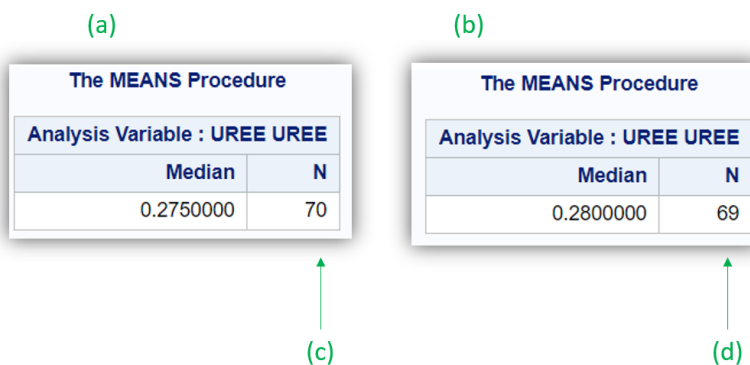 (a)
The MEANS Procedure
Analysis Variable : UREE UREE
Median N
0.2750000 70
(c)
(b)
The MEANS Procedure
Analysis Variable : UREE UREE
Median N
0.2800000 69
(d)